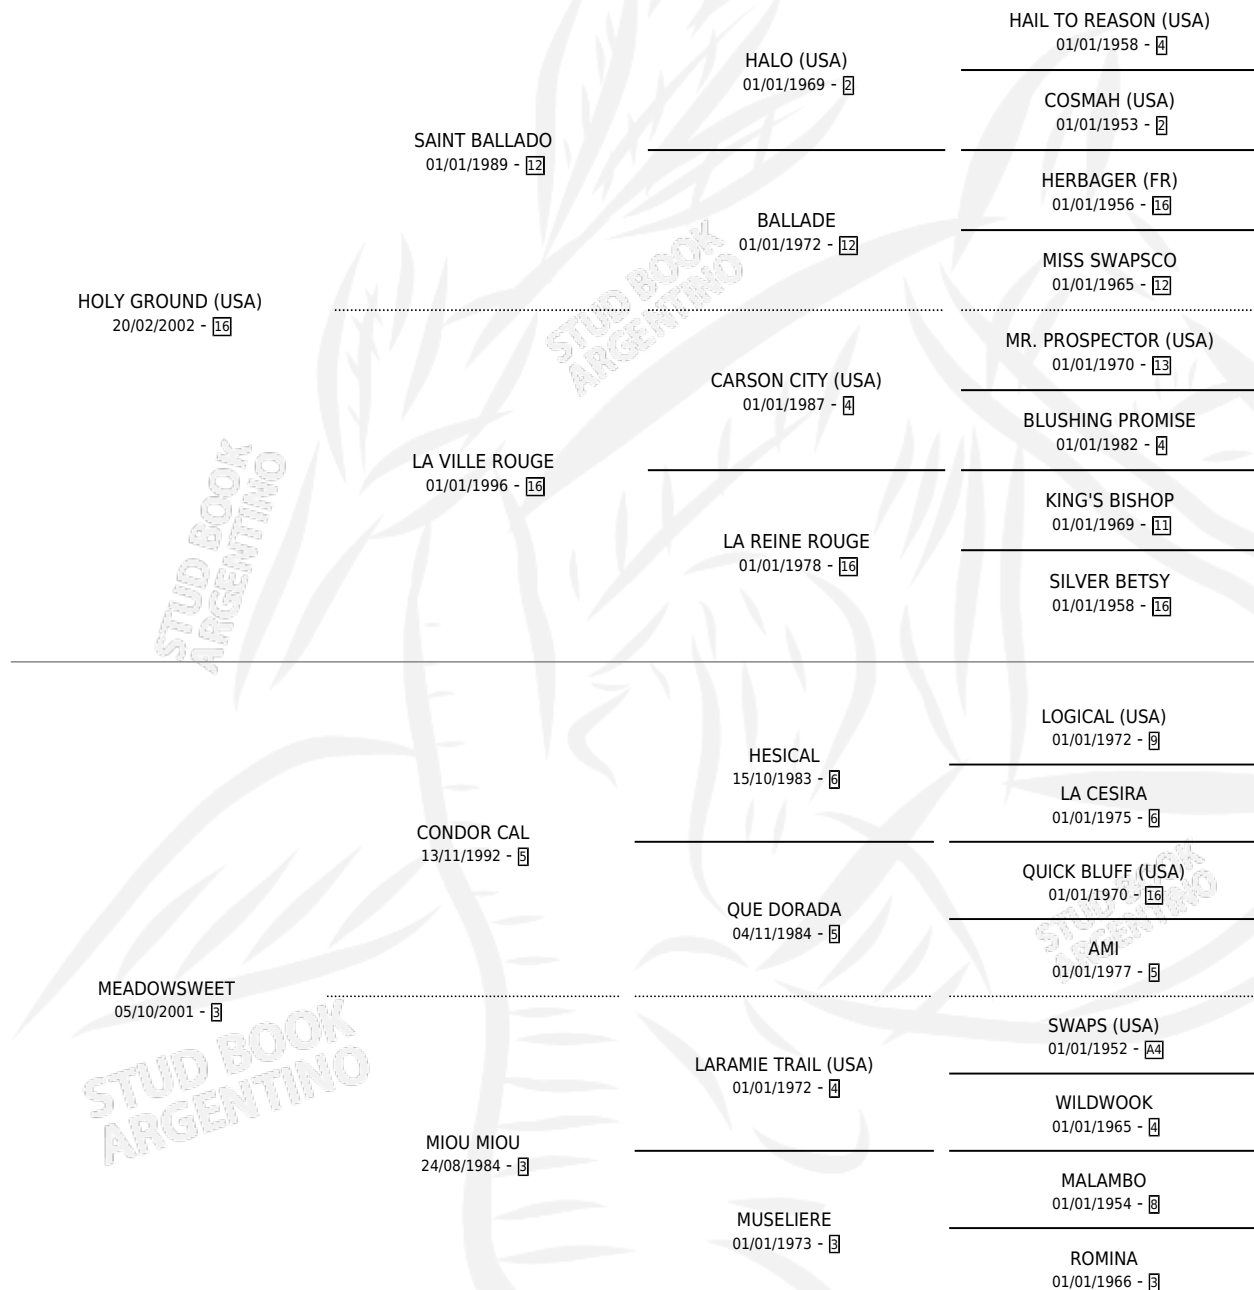 HAIL TO REASON (USA)
01/01/1958 - 4
HALO (USA)
01/01/1969 - 2
COSMAH (USA)
01/01/1953 - 2
SAINT BALLADO
01/01/1989 - 12
HERBAGER (FR)
01/01/1956 - 16
BALLADE
01/01/1972 - 12
MISS SWAPSCO
01/01/1965 - 12
HOLY GROUND (USA)
20/02/2002 - 16
MR. PROSPECTOR (USA)
01/01/1970 - 13
CARSON CITY (USA)
01/01/1987 - 4
BLUSHING PROMISE
01/01/1982 - 4
LA VILLE ROUGE
01/01/1996 - 16
KING'S BISHOP
01/01/1969 - 11
LA REINE ROUGE
01/01/1978 - 16
SILVER BETSY
01/01/1958 - 16
LOGICAL (USA)
01/01/1972 - 9
HESICAL
15/10/1983 - 6
LA CESIRA
01/01/1975 - 6
CONDOR CAL
13/11/1992 - 5
QUICK BLUFF (USA)
01/01/1970 - 16
QUE DORADA
04/11/1984 - 5
AMI
01/01/1977 - 5
MEADOWSWEET
05/10/2001 - 3
SWAPS (USA)
01/01/1952 - A4
LARAMIE TRAIL (USA)
01/01/1972 - 4
WILDWOOK
01/01/1965 - 4
MIOU MIOU
24/08/1984 - 3
MALAMBO
01/01/1954 - 8
MUSELIERE
01/01/1973 - 3
ROMINA
01/01/1966 - 3
STUD BOOK
ARGENTINO
STUD BOOK
ARGENTINO
STUD BOOK
ARGENTINO
STUD BOOK
ARGENTINO